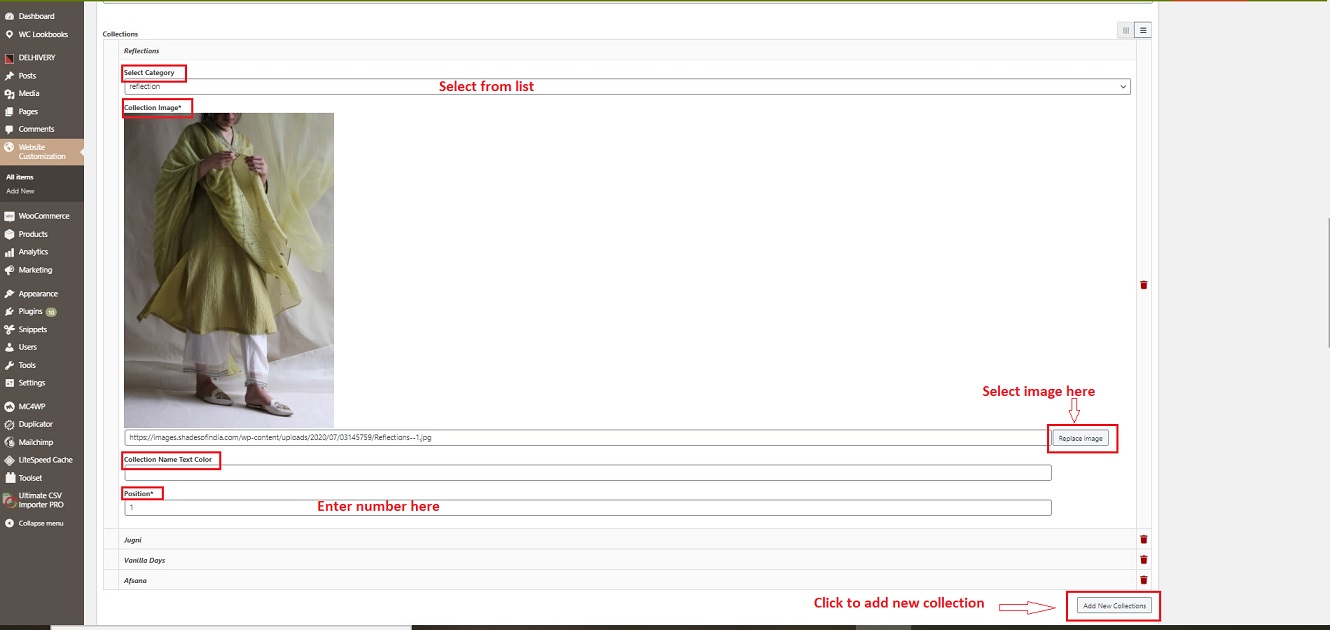 Dashboard
WC Lookbooks
DELHIVERY
Posts
Media
Pages
Comments
Website
Customization
All items
Add New
WooCommerce
Products
Analytics
Marketing
Appearance
Plugins 10
Snippets
Users
Tools
Settings
MC4WP
Duplicator
Mailchimp
LiteSpeed Cache
Toolset
Ultimate CSV
Importer PRO
Collapse menu
Collections
Reflections
Select Category
reflection
Select from list
Collection Image*
Select image here
https://images.shadesofindia.com/wp-content/uploads/2020/07/03145759/Reflections--1.jpg
Replace image
Collection Name Text Color
Position*
1
Enter number here
Jugni
Vanilla Days
Afsana
Click to add new collection
Add New Collections